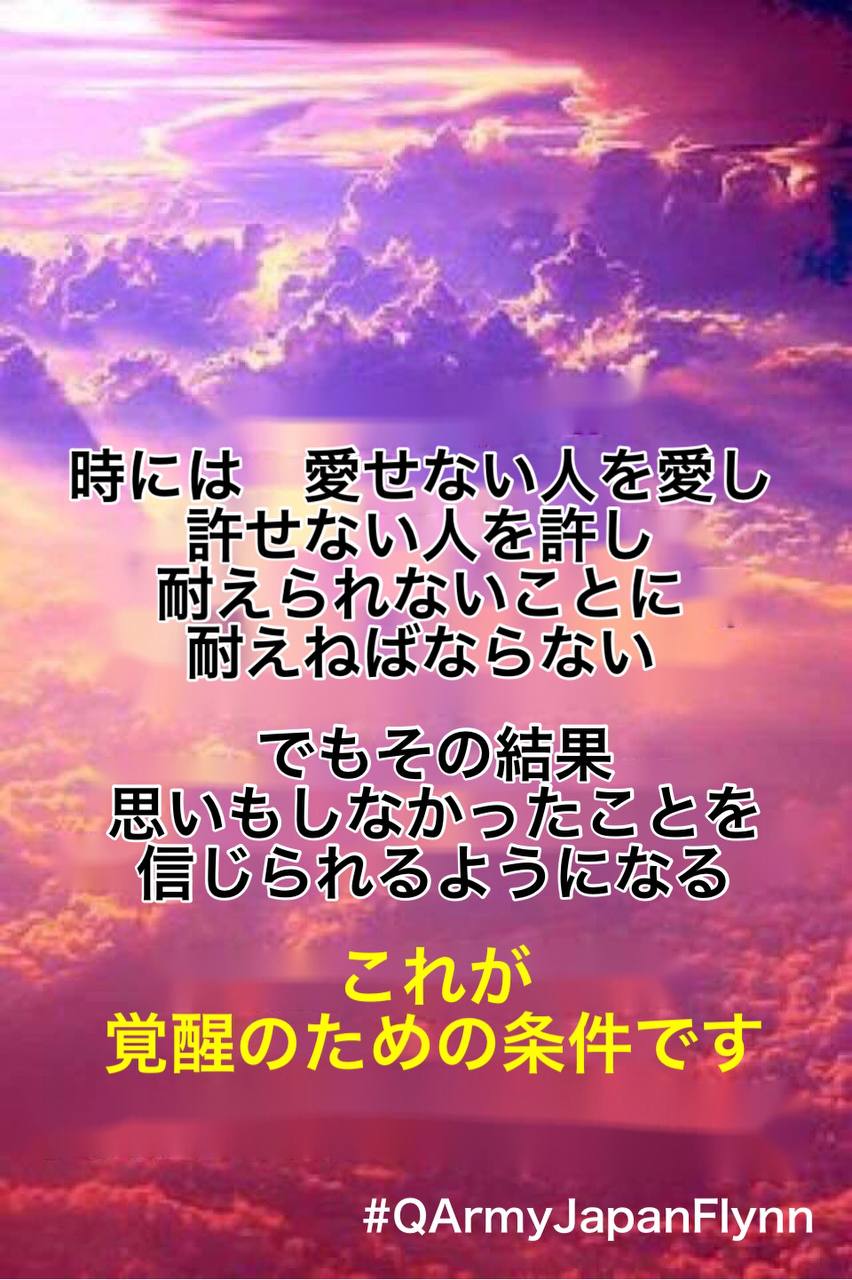 時には　愛せない人を愛し
許せない人を許し
耐えられないことに
耐えねばならない
でもその結果
思いもしなかったことを
信じられるようになる
これが
覚醒のための条件です
#QArmyJapanFlynn